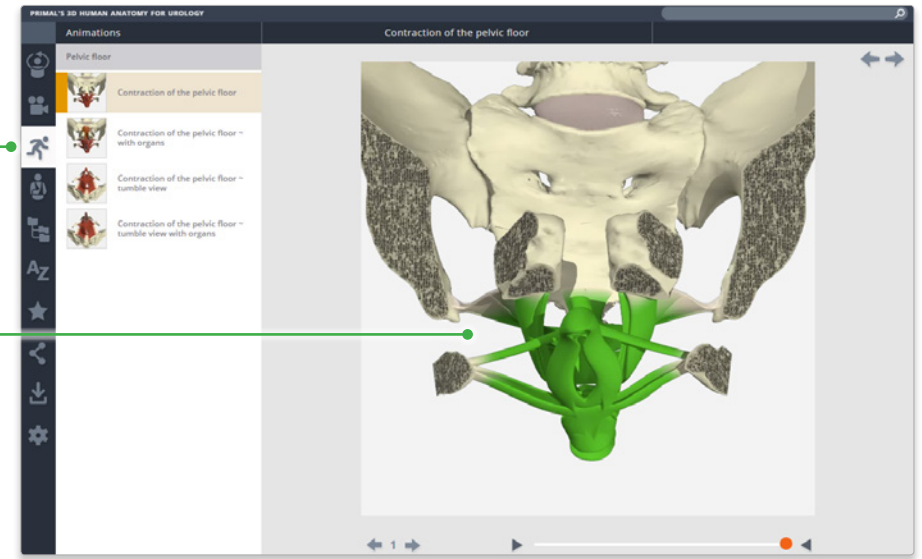 PRIMAL'S 3D HUMAN ANATOMY FOR UROLOGY
Animations
Contraction of the pelvic floor
Pelvic floor
Contraction of the pelvic floor
Contraction of the pelvic floor ~
with organs
Contraction of the pelvic floor ~
tumble view
Contraction of the pelvic floor ~
tumble view with organs
AZ
1